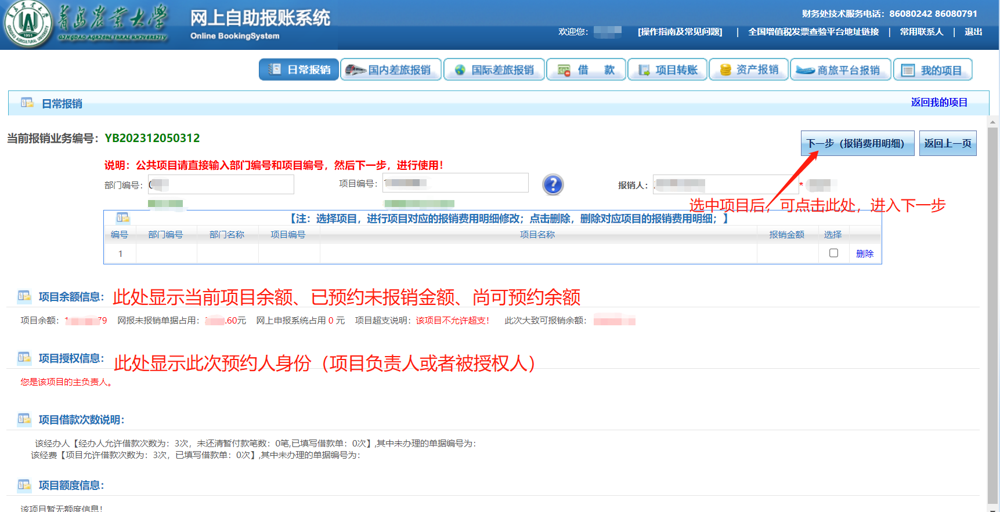 青岛农业大学
QINGDAO AGRICULTURAL UNIVERSITY
1951
网上自助报账系统
Online BookingSystem
财务处技术服务电话：86080242 86080791
欢迎您：
[操作指南及常见问题] | 全国增值税发票查验平台地址链接 | 常用联系人 | 退出
日常报销
国内差旅报销
国际差旅报销
借 款
项目转账
资产报销
商旅平台报销
我的项目
日常报销
返回我的项目
当前报销业务编号：YB202312050312
下一步（报销费用明细）
返回上一页
说明：公共项目请直接输入部门编号和项目编号，然后下一步，进行使用！
部门编号：
项目编号：
报销人：
*
选中项目后，可点击此处，进入下一步
【注：选择项目，进行项目对应的报销费用明细修改；点击删除，删除对应项目的报销费用明细；】
编号 部门编号 部门名称 项目编号 项目名称 报销金额 选择
1 删除
项目余额信息：
此处显示当前项目余额、已预约未报销金额、尚可预约余额
项目余额：1 79 网报未报销单据占用： .60元 网上申报系统占用 0 元 项目超支说明：该项目不允许超支！ 此次大致可报销余额：
项目授权信息：
此处显示此次预约人身份（项目负责人或者被授权人）
您是该项目的主负责人。
项目借款次数说明：
该经办人【经办人允许借款次数为：3次，未还清暂付款笔数：0笔,已填写借款单：0次】,其中未办理的单据编号为：
该经费【项目允许借款次数为：3次，已填写借款单：0次】,其中未办理的单据编号为：
项目额度信息：
该项目暂无额度信息！